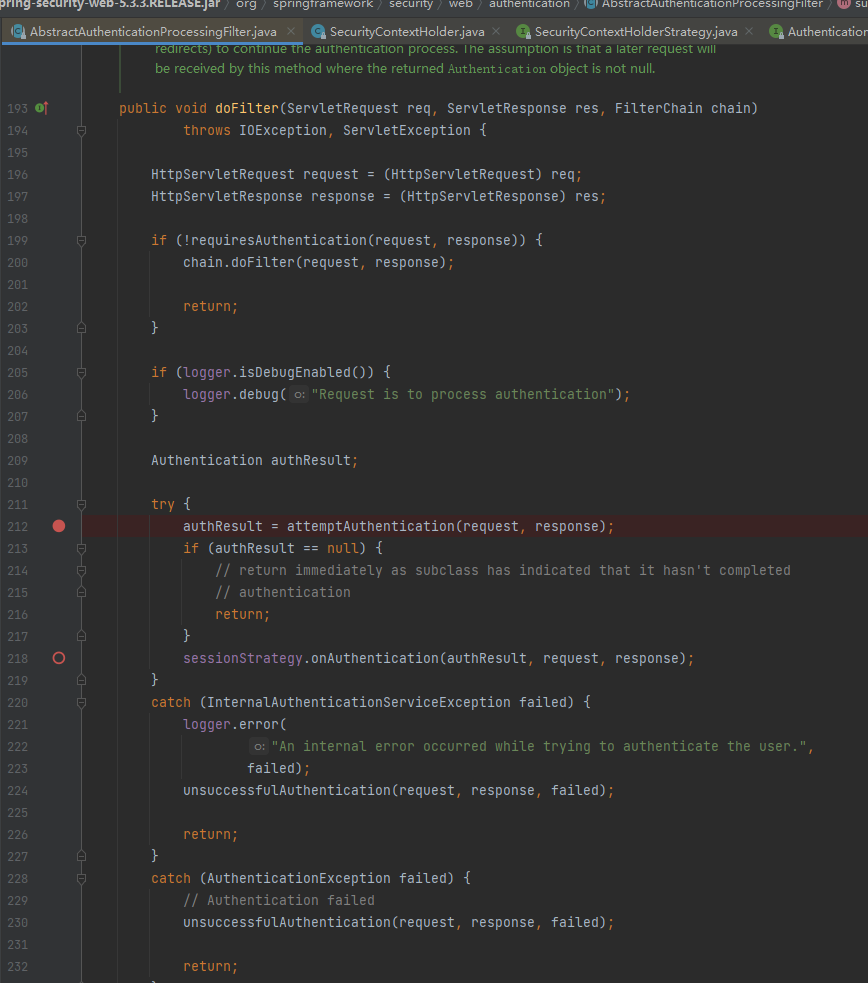 pring-security-web-5.3.3.RELEASE.jar › org › springframework › security › web › authentication › AbstractAuthenticationProcessingFilter › su
AbstractAuthenticationProcessingFilter.java × SecurityContextHolder.java × SecurityContextHolderStrategy.java × Authentication
redirects) to continue the authentication process. The assumption is that a later request will
be received by this method where the returned Authentication object is not null.
193 public void doFilter(ServletRequest req, ServletResponse res, FilterChain chain)
194 throws IOException, ServletException {
195
196 HttpServletRequest request = (HttpServletRequest) req;
197 HttpServletResponse response = (HttpServletResponse) res;
198
199 if (!requiresAuthentication(request, response)) {
200 chain.doFilter(request, response);
201
202 return;
203 }
204
205 if (logger.isDebugEnabled()) {
206 logger.debug( o: "Request is to process authentication");
207 }
208
209 Authentication authResult;
210
211 try {
212 authResult = attemptAuthentication(request, response);
213 if (authResult == null) {
214 // return immediately as subclass has indicated that it hasn't completed
215 // authentication
216 return;
217 }
218 sessionStrategy.onAuthentication(authResult, request, response);
219 }
220 catch (InternalAuthenticationServiceException failed) {
221 logger.error(
222 o: "An internal error occurred while trying to authenticate the user.",
223 failed);
224 unsuccessfulAuthentication(request, response, failed);
225
226 return;
227 }
228 catch (AuthenticationException failed) {
229 // Authentication failed
230 unsuccessfulAuthentication(request, response, failed);
231
232 return;